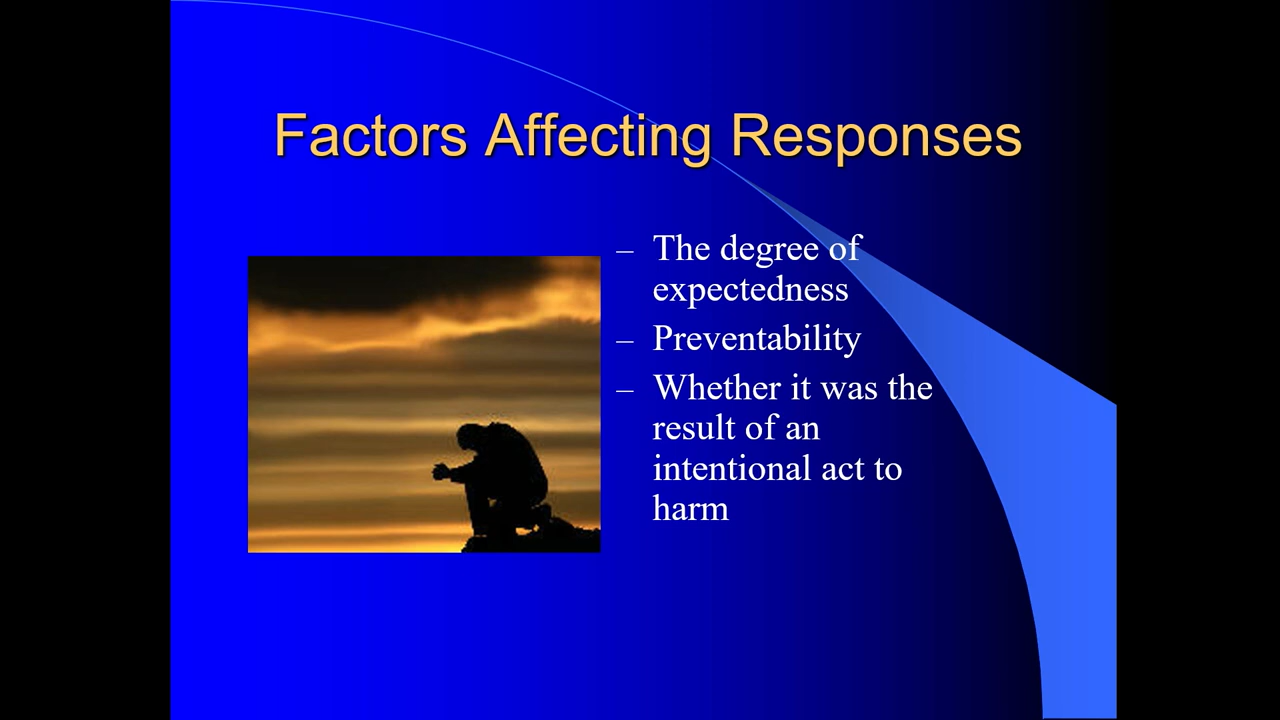 Factors Affecting Responses
– The degree of
expectedness
– Preventability
– Whether it was the
result of an
intentional act to
harm